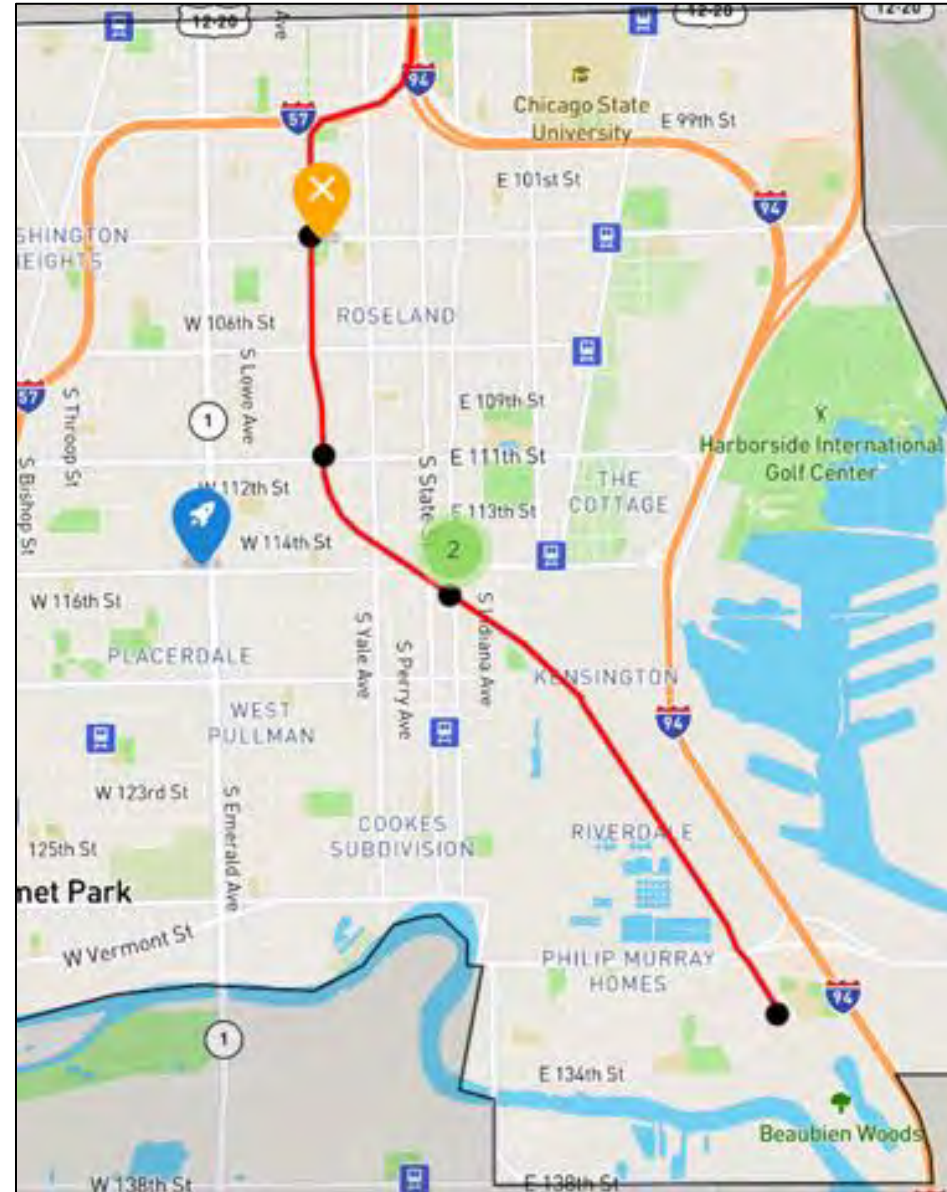 12-20
12-20
12-20
Ave
94
57
Chicago State
University
E 99th St
E 101st St
94
SHINGTON
HEIGHTS
ROSELAND
W 106th St
S Lowe Ave
57
S Throop St
1
E 109th St
Harborside International
Golf Center
S Bishop St
W 112th St
S State St
E 111th St
THE
COTTAGE
E 113th St
W 114th St
2
W 116th St
S Yale Ave
S Perry Ave
S Indiana Ave
PLACERDALE
KENSINGTON
WEST
PULLMAN
94
W 123rd St
S Emerald Ave
COOKES
SUBDIVISION
RIVERDALE
125th St
met Park
W Vermont St
PHILIP MURRAY
HOMES
94
1
E 134th St
Beaubien Woods
W 138th St
E 138th St